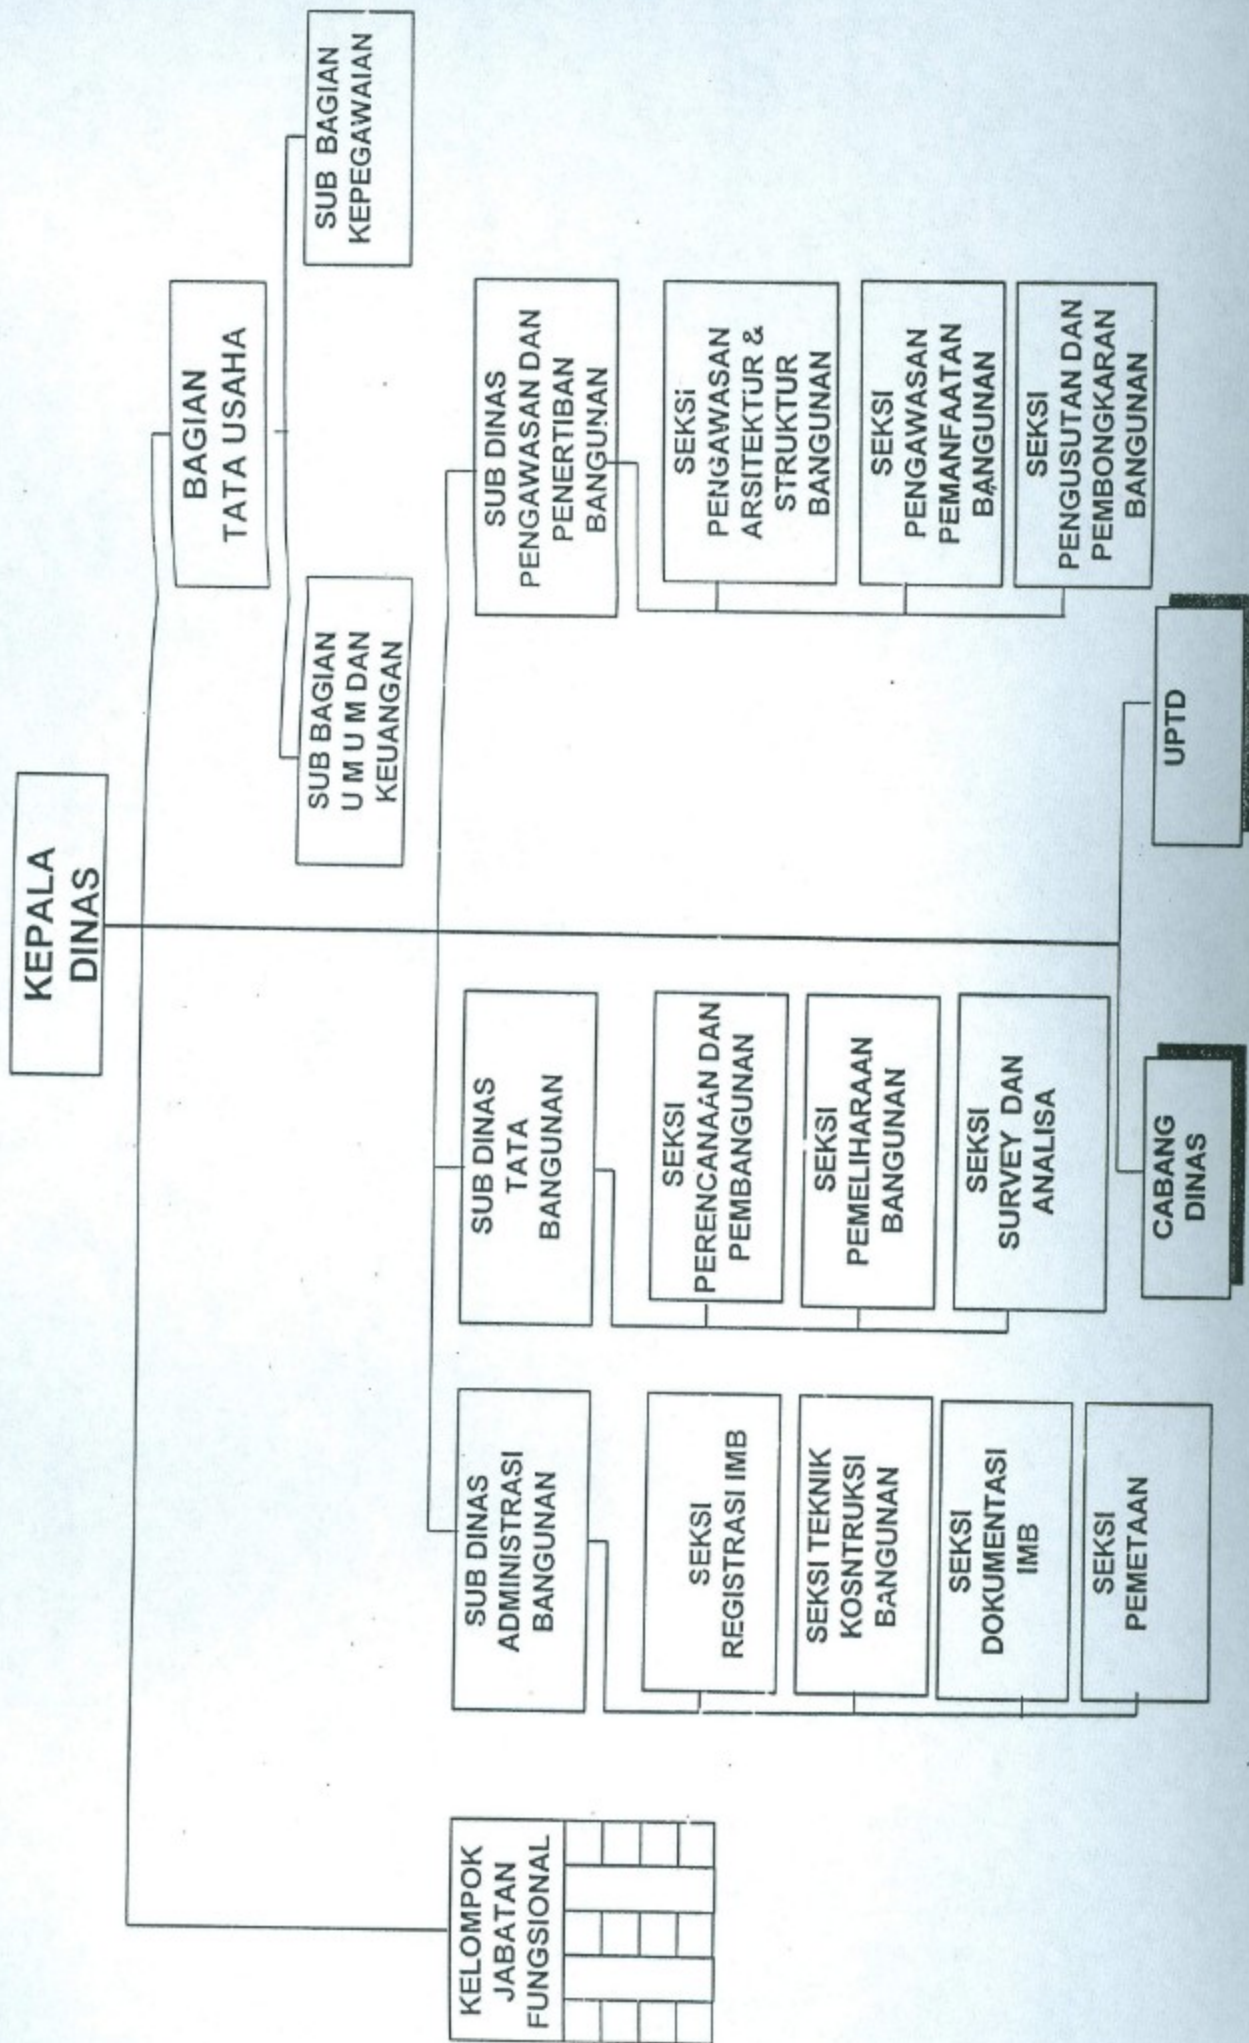 KEPALA
DINAS
BAGIAN
TATA USAHA
SUB BAGIAN
U M U M DAN
KEUANGAN
SUB BAGIAN
KEPEGAWAIAN
KELOMPOK
JABATAN
FUNGSIONAL
SUB DINAS
ADMINISTRASI
BANGUNAN
SEKSI
REGISTRASI IMB
SEKSI TEKNIK
KOSNTRUKSI
BANGUNAN
SEKSI
DOKUMENTASI
IMB
SEKSI
PEMETAAN
SUB DINAS
TATA
BANGUNAN
SEKSI
PERENCANAAN DAN
PEMBANGUNAN
SEKSI
PEMELIHARAAN
BANGUNAN
SEKSI
SURVEY DAN
ANALISA
SUB DINAS
PENGAWASAN DAN
PENERTIBAN
BANGUNAN
SEKSI
PENGAWASAN
ARSITEKTUR &
STRUKTUR
BANGUNAN
SEKSI
PENGAWASAN
PEMANFAATAN
BANGUNAN
SEKSI
PENGUSUTAN DAN
PEMBONGKARAN
BANGUNAN
CABANG
DINAS
UPTD